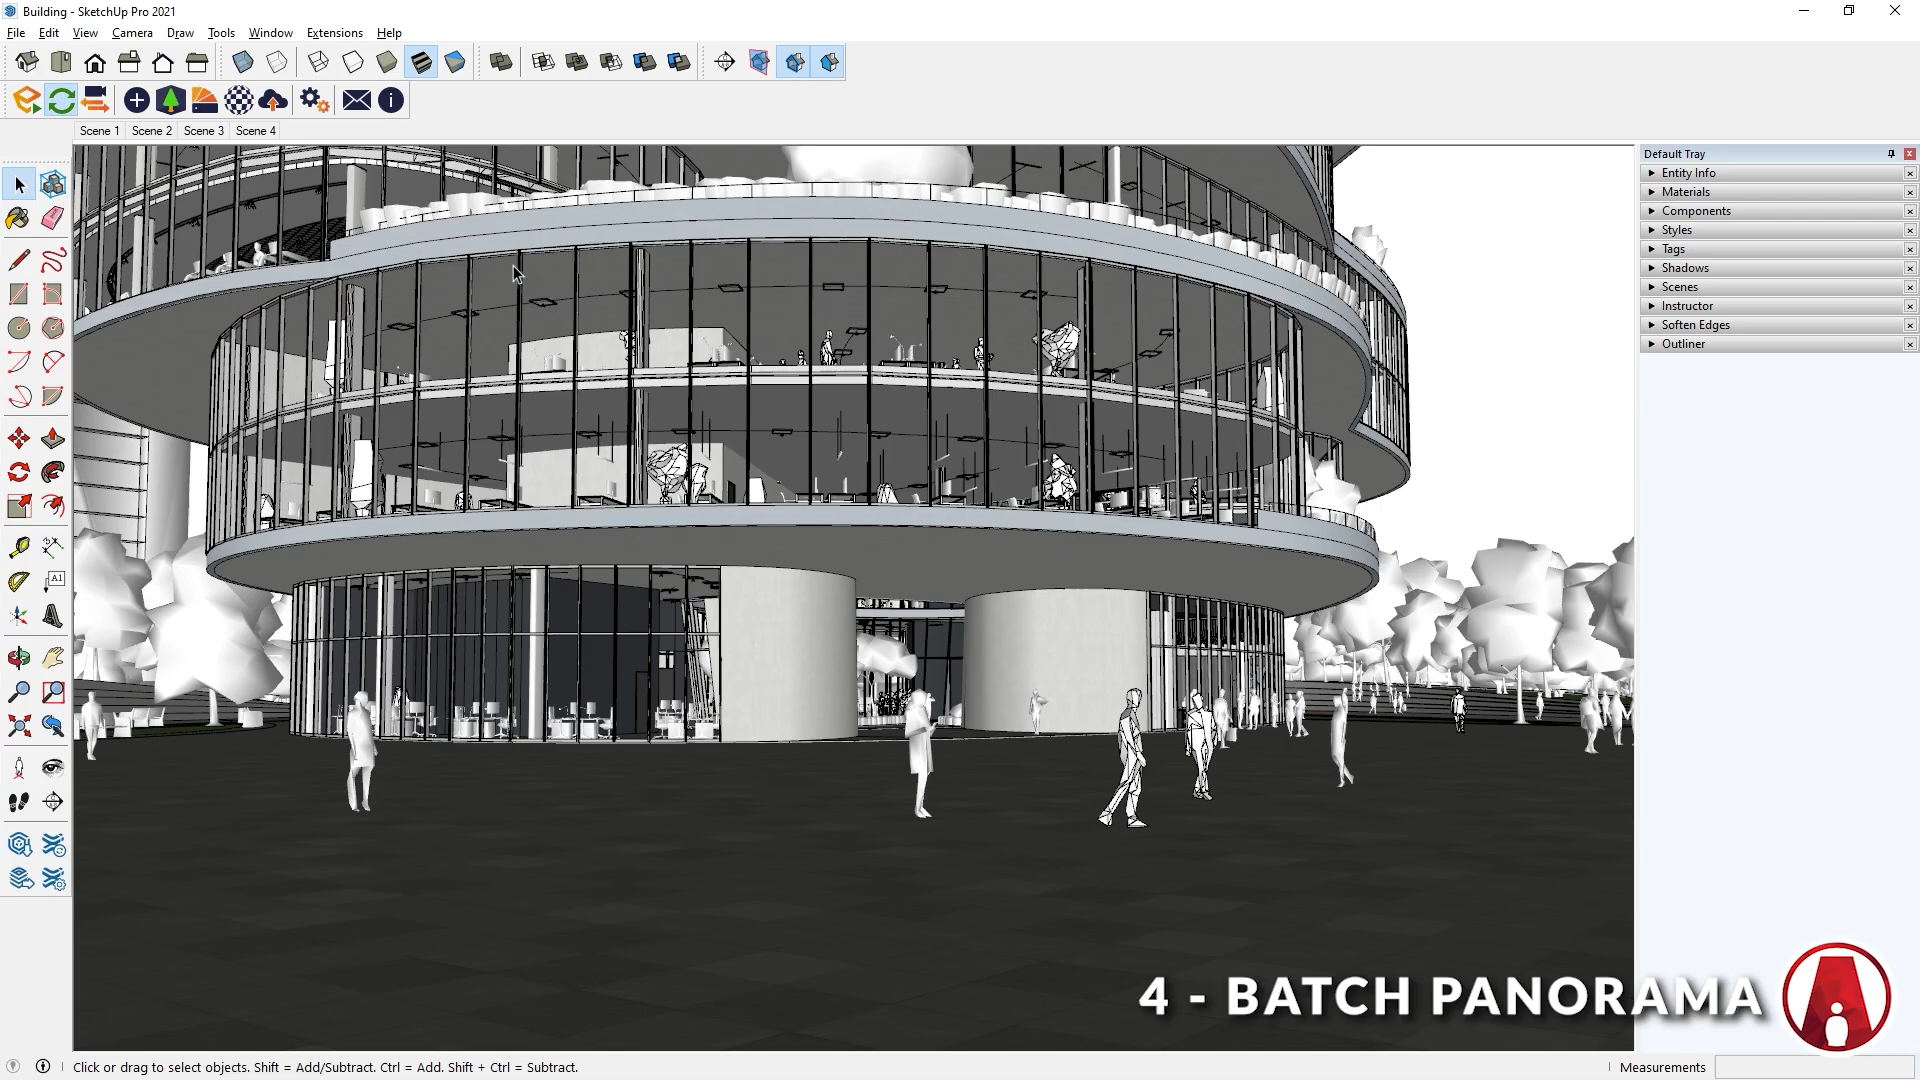 Building - SketchUp Pro 2021
File Edit View Camera Draw Tools Window Extensions Help
Scene 1 Scene 2 Scene 3 Scene 4
Default Tray
Entity Info
Materials
Components
Styles
Tags
Shadows
Scenes
Instructor
Soften Edges
Outliner
A1
4 - BATCH PANORAMA
Click or drag to select objects. Shift = Add/Subtract. Ctrl = Add. Shift + Ctrl = Subtract.
Measurements